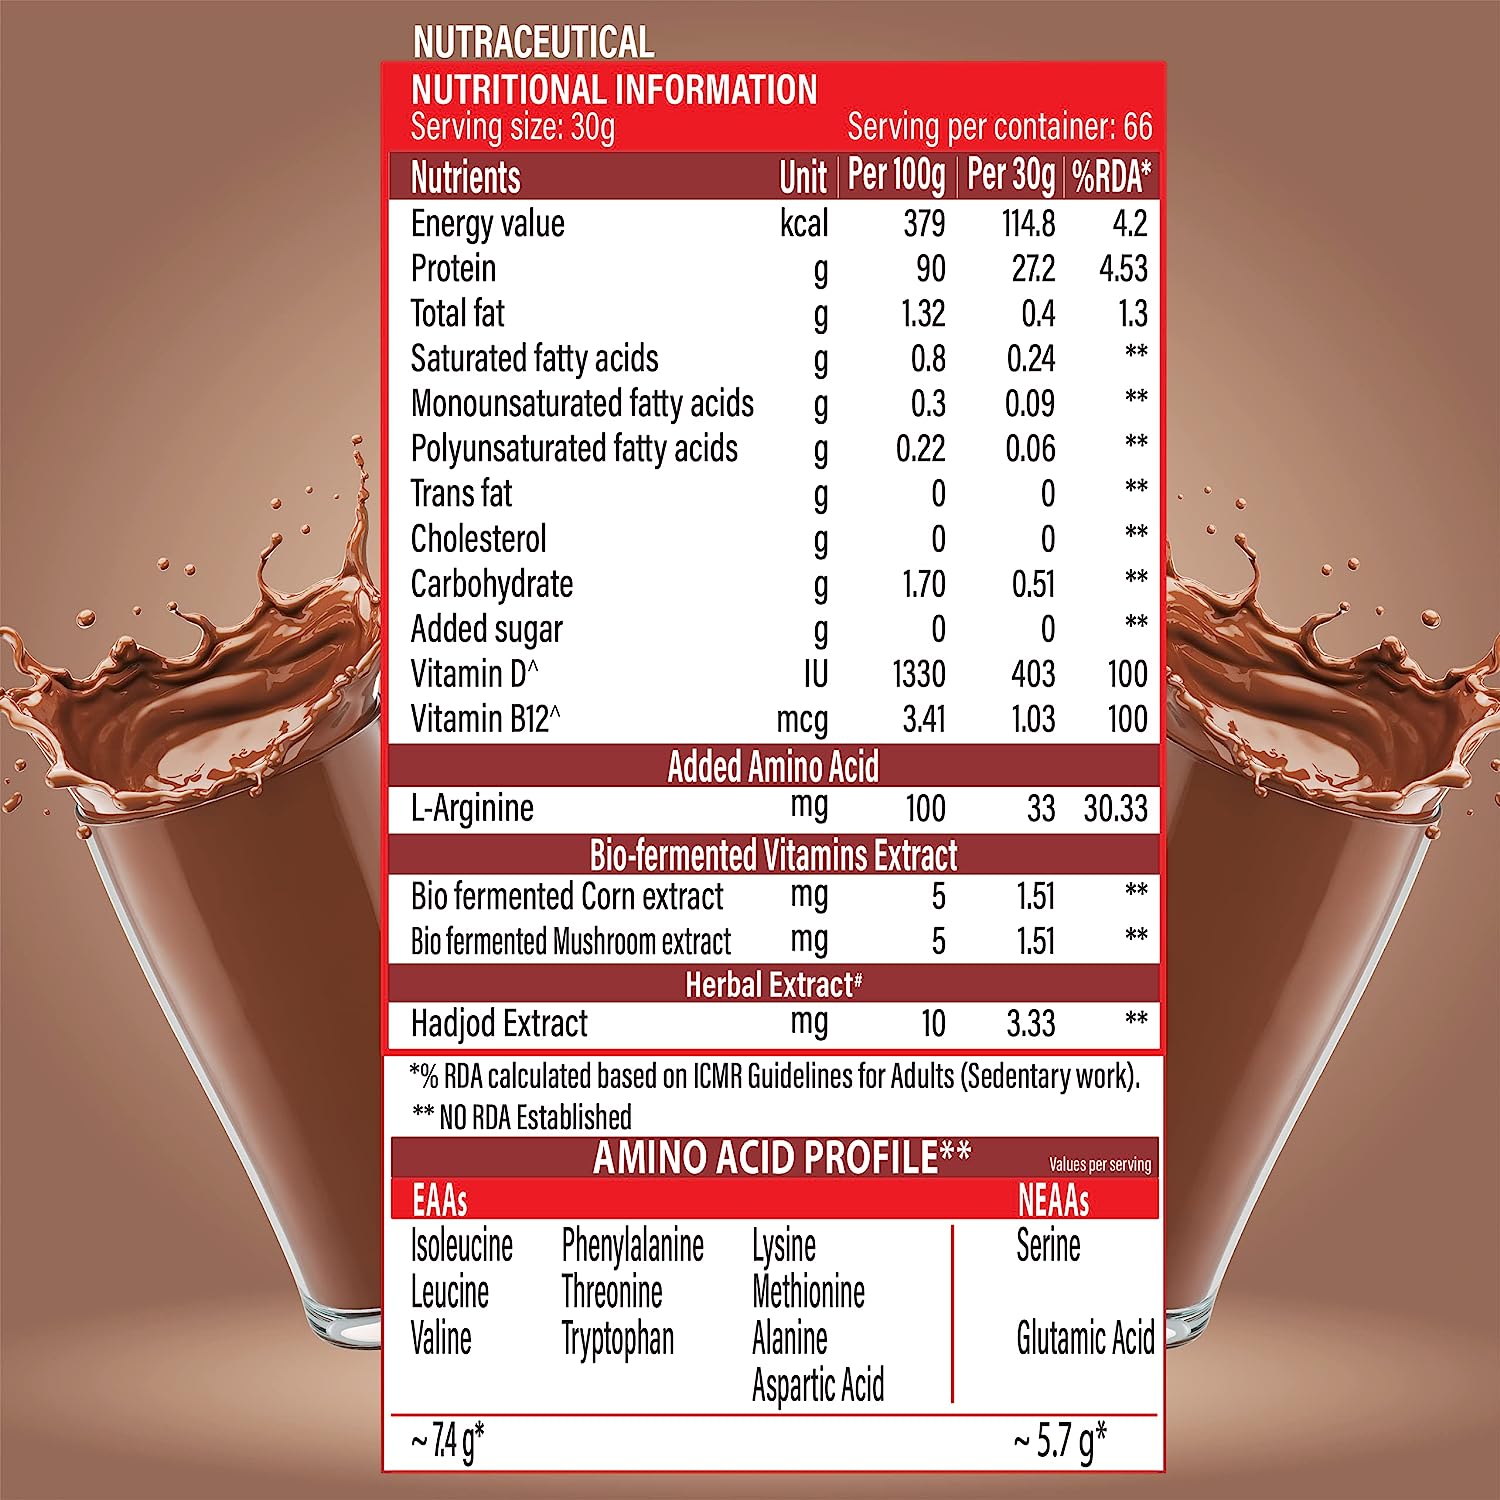 NUTRACEUTICAL
NUTRITIONAL INFORMATION
Serving size: 30g Serving per container: 66
Nutrients Unit Per 100g Per 30g %RDA*
Energy value kcal 379 114.8 4.2
Protein g 90 27.2 4.53
Total fat g 1.32 0.4 1.3
Saturated fatty acids g 0.8 0.24 **
Monounsaturated fatty acids g 0.3 0.09 **
Polyunsaturated fatty acids g 0.22 0.06 **
Trans fat g 0 0 **
Cholesterol g 0 0 **
Carbohydrate g 1.70 0.51 **
Added sugar g 0 0 **
Vitamin D^ IU 1330 403 100
Vitamin B12^ mcg 3.41 1.03 100
Added Amino Acid
L-Arginine mg 100 33 30.33
Bio-fermented Vitamins Extract
Bio fermented Corn extract mg 5 1.51 **
Bio fermented Mushroom extract mg 5 1.51 **
Herbal Extract#
Hadjod Extract mg 10 3.33 **
*% RDA calculated based on ICMR Guidelines for Adults (Sedentary work).
** NO RDA Established
AMINO ACID PROFILE** Values per serving
EAAs NEAAs
Isoleucine Phenylalanine Lysine Serine
Leucine Threonine Methionine
Valine Tryptophan Alanine Glutamic Acid
Aspartic Acid
~ 7.4 g* ~ 5.7 g*